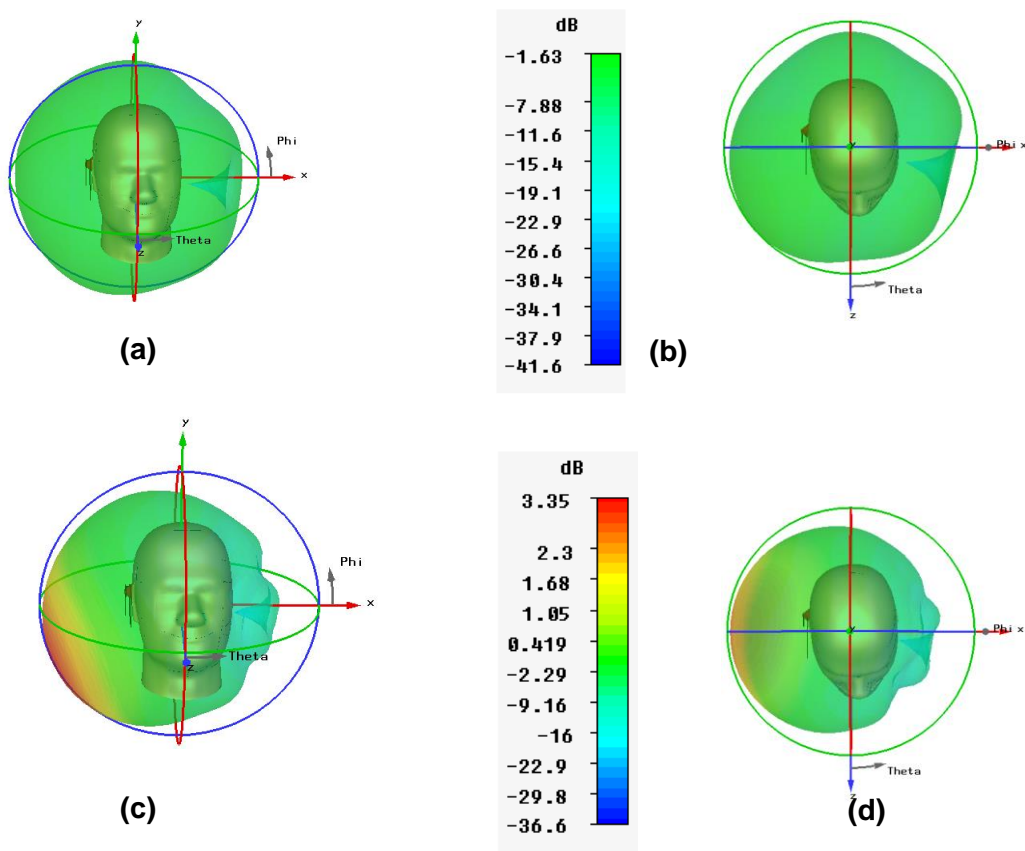 y
Phi
x
Theta
z
(a)
dB
-1.63
-7.88
-11.6
-15.4
-19.1
-22.9
-26.6
-30.4
-34.1
-37.9
-41.6
Phi x
Theta
z
(b)
y
Phi
x
Theta
z
(c)
dB
3.35
2.3
1.68
1.05
0.419
-2.29
-9.16
-16
-22.9
-29.8
-36.6
Phi x
Theta
z
(d)